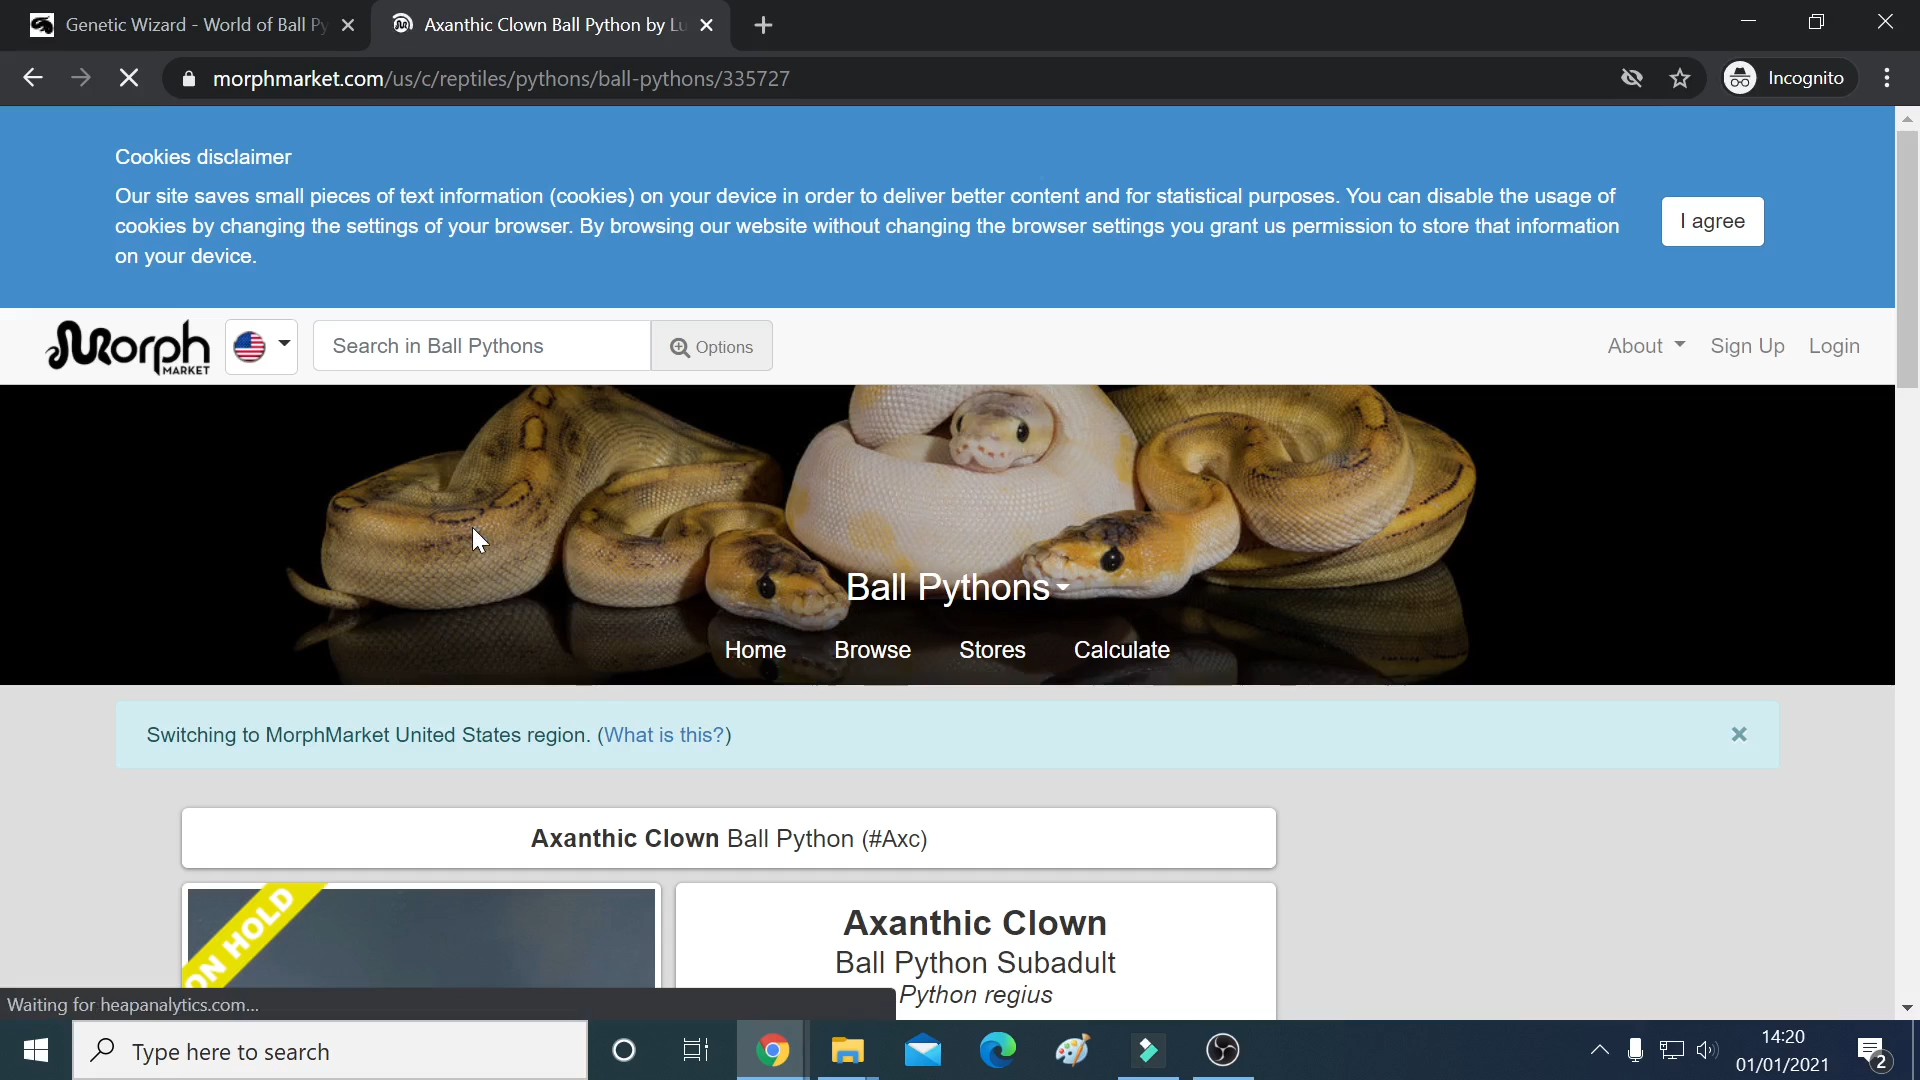 Genetic Wizard - World of Ball Py
Axanthic Clown Ball Python by Lu
morphmarket.com/us/c/reptiles/pythons/ball-pythons/335727
Incognito
Cookies disclaimer
Our site saves small pieces of text information (cookies) on your device in order to deliver better content and for statistical purposes. You can disable the usage of
cookies by changing the settings of your browser. By browsing our website without changing the browser settings you grant us permission to store that information
on your device.
I agree
Morph
MARKET
Search in Ball Pythons
Options
About
Sign Up
Login
Ball Pythons
Home
Browse
Stores
Calculate
Switching to MorphMarket United States region. (What is this?)
Axanthic Clown Ball Python (#Axc)
ON HOLD
Axanthic Clown
Ball Python Subadult
Python regius
Waiting for heapanalytics.com...
Type here to search
14:20
01/01/2021
2